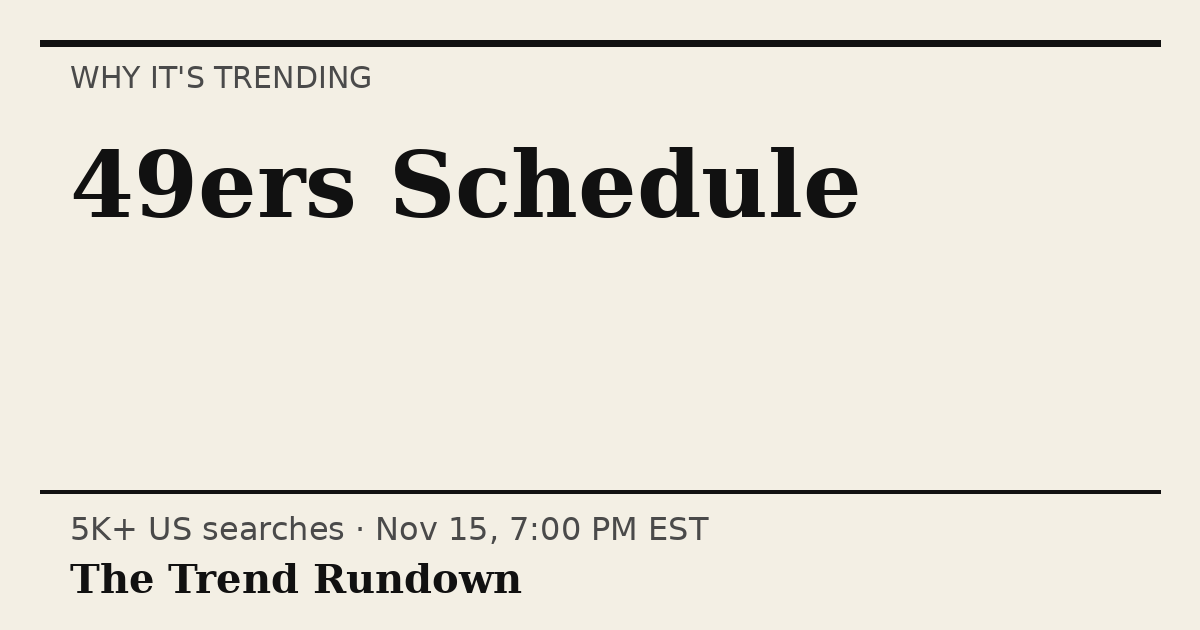 WHY IT'S TRENDING
49ers Schedule
5K+ US searches · Nov 15, 7:00 PM EST
The Trend Rundown